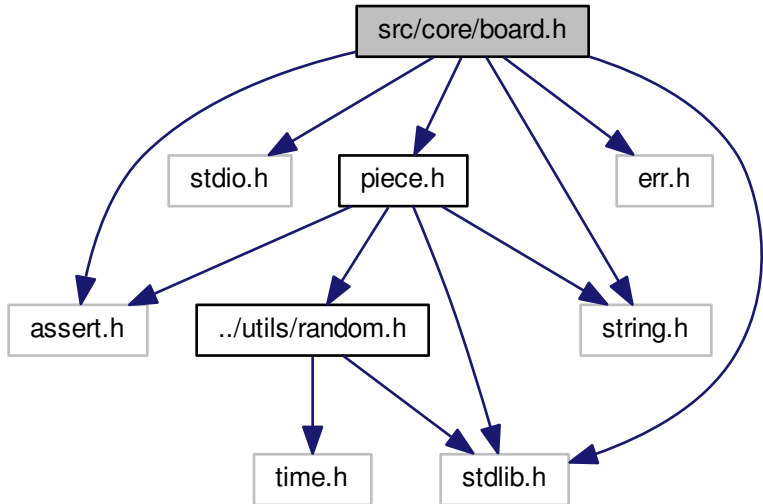 src/core/board.h
stdio.h
piece.h
err.h
assert.h
../utils/random.h
string.h
time.h
stdlib.h